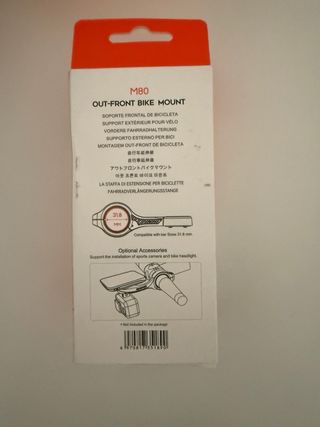 M80
OUT-FRONT BIKE MOUNT
SOPORTE FRONTAL DE BICICLETA
SUPPORT EXTÉRIEUR POUR VÉLO
VORDERE FAHRRADHALTERUNG
SUPPORTO ESTERNO PER BICI
MONTAGEM OUT-FRONT DE BICICLETA
自行车延伸座
自行車延伸座
アウトフロントバイクマウント
아웃 프론트 바이크 마운트
LA STAFFA DI ESTENSIONE PER BICICLETTE
FAHRRADVERLÄNGERUNGSSTANGE
31.8
mm
Compatible with bar Sizes 31.8 mm.
Optional Accessories
Support the installation of sports camera and bike headlight.
* Not included in the package